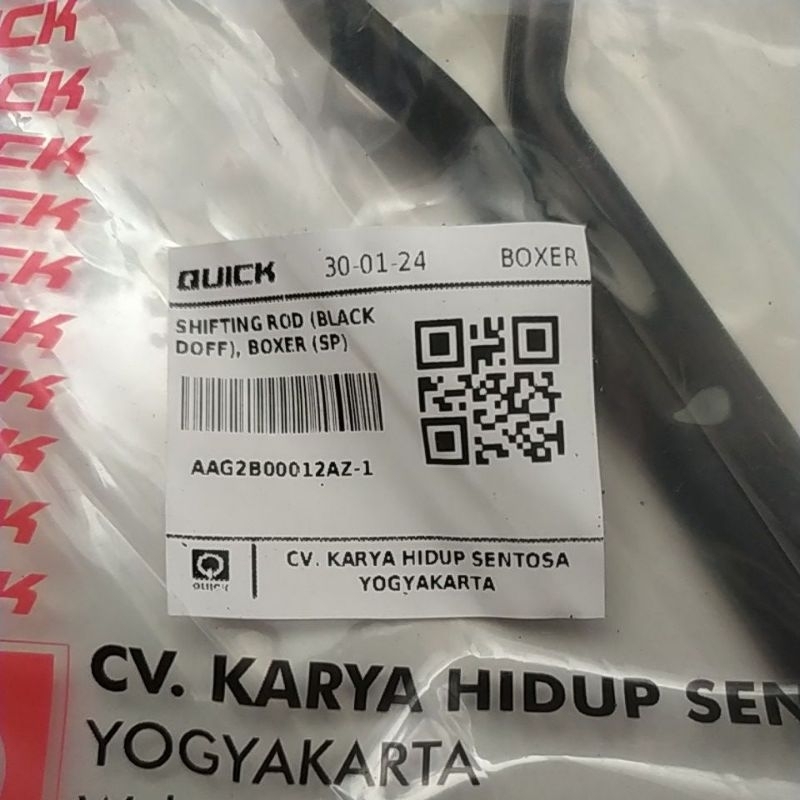 QUICK 30-01-24 BOXER
SHIFTING ROD (BLACK
DOFF), BOXER (SP)
AAG2B00012AZ-1
QUICK
CV. KARYA HIDUP SENTOSA
YOGYAKARTA
CV. KARYA HIDUP
YOGYAKARTA